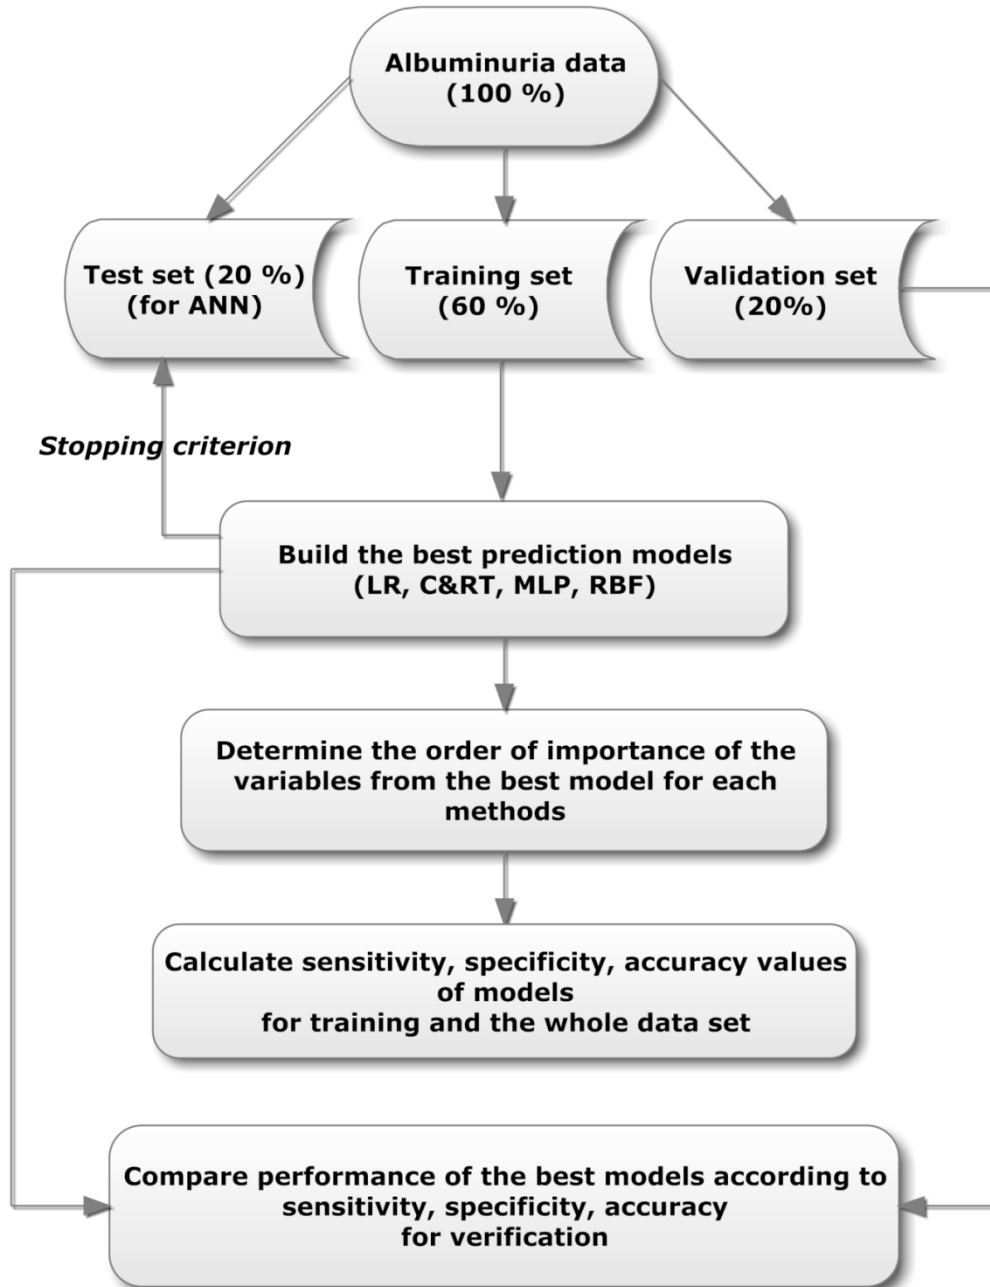 Albuminuria data
(100 %)
Test set (20 %)
(for ANN)
Training set
(60 %)
Validation set
(20%)
Stopping criterion
Build the best prediction models
(LR, C&RT, MLP, RBF)
Determine the order of importance of the
variables from the best model for each
methods
Calculate sensitivity, specificity, accuracy values
of models
for training and the whole data set
Compare performance of the best models according to
sensitivity, specificity, accuracy
for verification